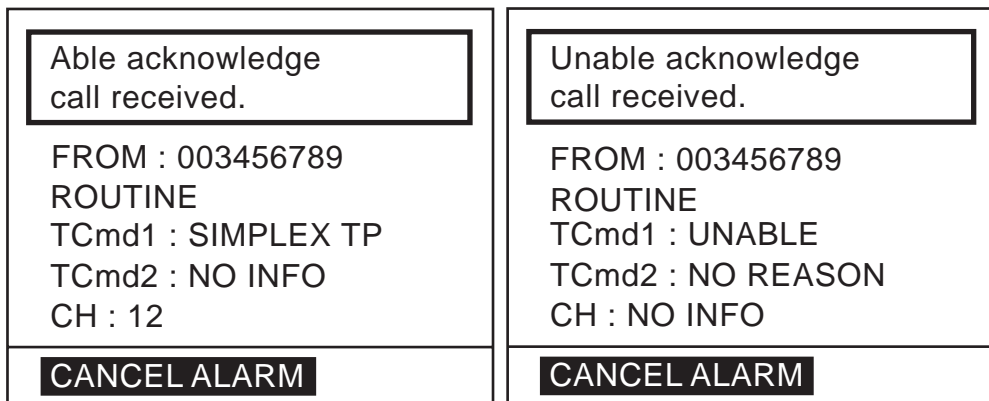 Able acknowledge
call received.
FROM : 003456789
ROUTINE
TCmd1 : SIMPLEX TP
TCmd2 : NO INFO
CH : 12
CANCEL ALARM
Unable acknowledge
call received.
FROM : 003456789
ROUTINE
TCmd1 : UNABLE
TCmd2 : NO REASON
CH : NO INFO
CANCEL ALARM